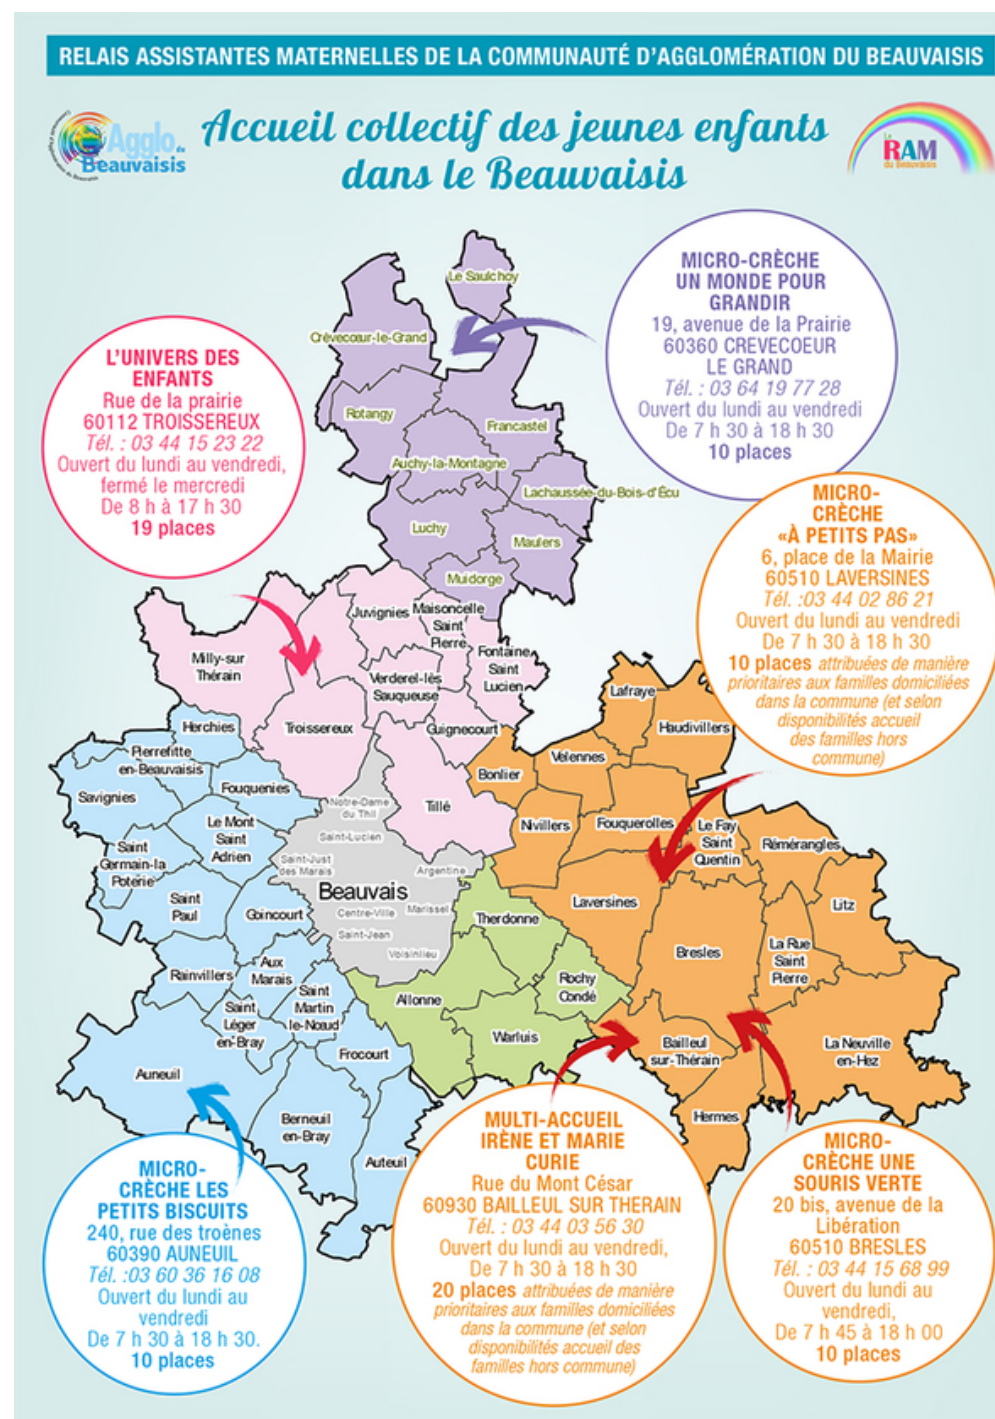 RELAIS ASSISTANTES MATERNELLES DE LA COMMUNAUTÉ D'AGGLOMÉRATION DU BEAUVAISIS
Agglo du
Beauvaisis
Accueil collectif des jeunes enfants
dans le Beauvaisis
Le
RAM
du Beauvaisis
MICRO-CRÈCHE
UN MONDE POUR
GRANDIR
19, avenue de la Prairie
60360 CREVECOEUR
LE GRAND
Tél. : 03 64 19 77 28
Ouvert du lundi au vendredi
De 7 h 30 à 18 h 30
10 places
L'UNIVERS DES
ENFANTS
Rue de la prairie
60112 TROISSEREUX
Tél. : 03 44 15 23 22
Ouvert du lundi au vendredi,
fermé le mercredi
De 8 h à 17 h 30
19 places
MICRO-
CRÈCHE
«À PETITS PAS»
6, place de la Mairie
60510 LAVERSINES
Tél. :03 44 02 86 21
Ouvert du lundi au vendredi
De 7 h 30 à 18 h 30
10 places attribuées de manière
prioritaires aux familles domiciliées
dans la commune (et selon
disponibilités accueil
des familles hors
commune)
Le Saulchoy
Crèvecœur-le-Grand
Rotangy
Francastel
Auchy-la-Montagne
Lachaussée-du-Bois-d'Écu
Luchy
Maulers
Muidorge
Juvignies
Maisoncelle
Saint
Pierre
Fontaine
Saint
Lucien
Milly-sur
Thérain
Verderel-lès
Sauqueuse
Troissereux
Guignecourt
Tillé
Lafraye
Haudivillers
Velennes
Bonlier
Nivillers
Fouquerolles
Le Fay
Saint
Quentin
Rémérangles
Laversines
Litz
Bresles
La Rue
Saint
Pierre
La Neuville
en-Hez
Bailleul
sur-Thérain
Hermes
Herchies
Pierrefitte
en-Beauvaisis
Savignies
Fouquenies
Le Mont
Saint
Adrien
Saint
Germain-la
Poterie
Saint
Paul
Goincourt
Rainvillers
Aux
Marais
Saint
Martin
le-Nœud
Saint
Léger
en-Bray
Frocourt
Auneuil
Berneuil
en-Bray
Auteuil
Notre-Dame
du Thil
Saint-Lucien
Saint-Just
des Marais
Argentine
Beauvais
Centre-Ville
Marissel
Saint-Jean
Voisinlieu
Therdonne
Rochy
Condé
Allonne
Warluis
MICRO-
CRÈCHE LES
PETITS BISCUITS
240, rue des troènes
60390 AUNEUIL
Tél. :03 60 36 16 08
Ouvert du lundi au
vendredi
De 7 h 30 à 18 h 30.
10 places
MULTI-ACCUEIL
IRÈNE ET MARIE
CURIE
Rue du Mont César
60930 BAILLEUL SUR THERAIN
Tél. : 03 44 03 56 30
Ouvert du lundi au vendredi,
De 7 h 30 à 18 h 30
20 places attribuées de manière
prioritaires aux familles domiciliées
dans la commune (et selon
disponibilités accueil des
familles hors commune)
MICRO-
CRÈCHE UNE
SOURIS VERTE
20 bis, avenue de la
Libération
60510 BRESLES
Tél. : 03 44 15 68 99
Ouvert du lundi au
vendredi,
De 7 h 45 à 18 h 00
10 places